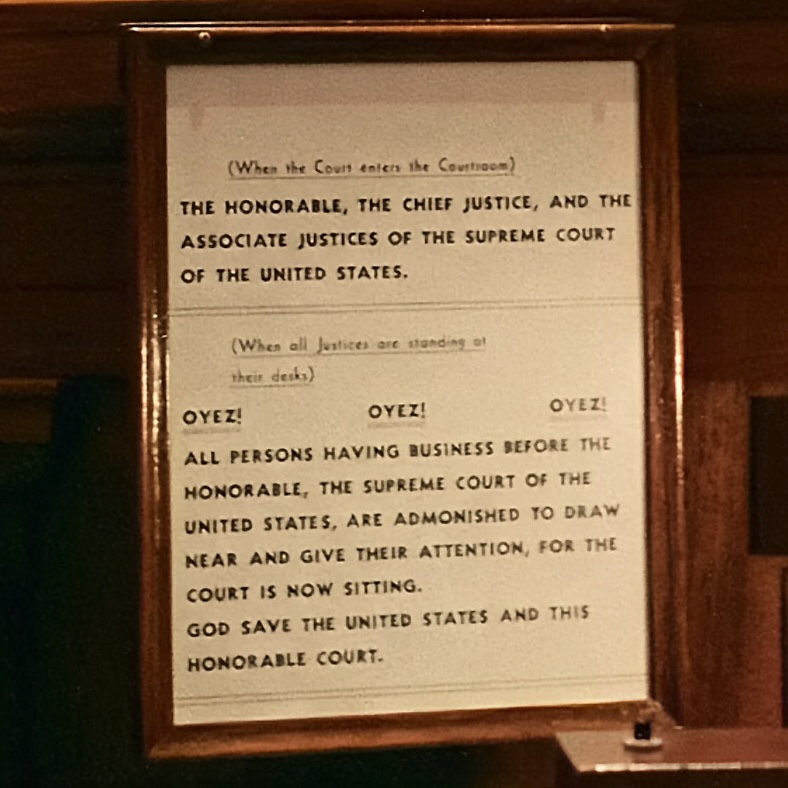 (When the Court enters the Courtroom)
THE HONORABLE, THE CHIEF JUSTICE, AND THE
ASSOCIATE JUSTICES OF THE SUPREME COURT
OF THE UNITED STATES.
(When all Justices are standing at
their desks)
OYEZ! OYEZ! OYEZ!
ALL PERSONS HAVING BUSINESS BEFORE THE
HONORABLE, THE SUPREME COURT OF THE
UNITED STATES, ARE ADMONISHED TO DRAW
NEAR AND GIVE THEIR ATTENTION, FOR THE
COURT IS NOW SITTING.
GOD SAVE THE UNITED STATES AND THIS
HONORABLE COURT.